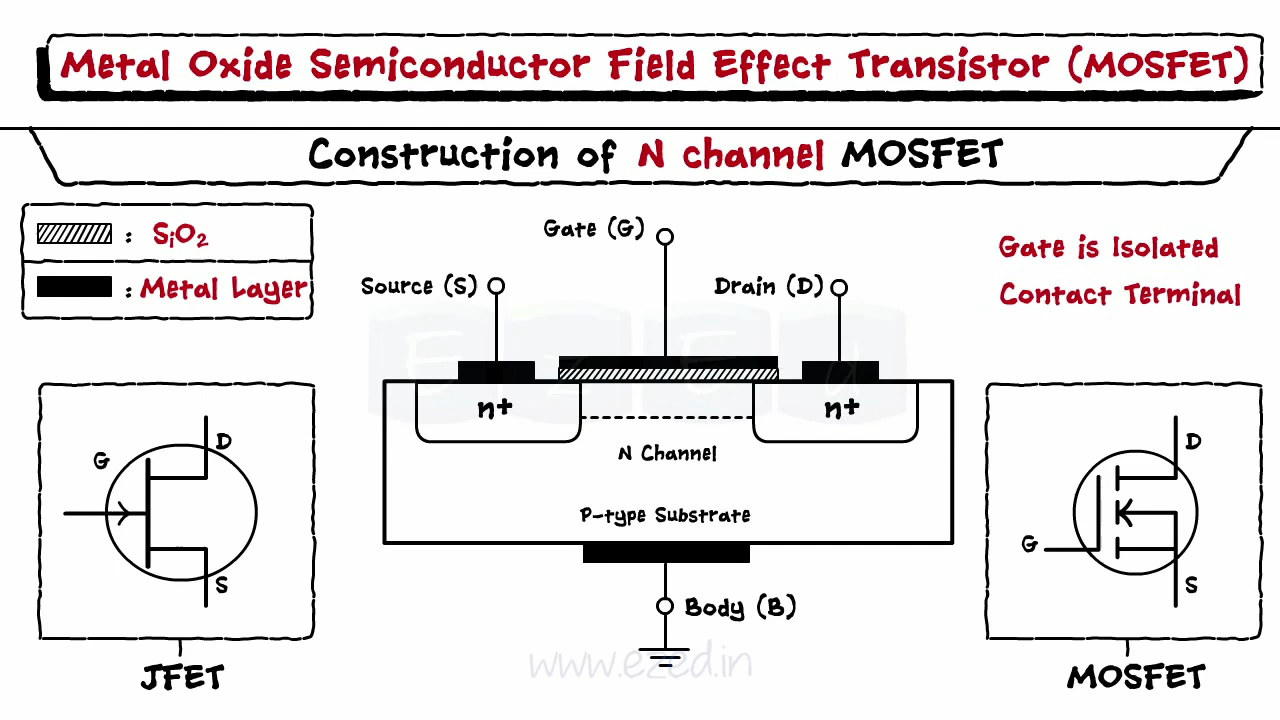 Metal Oxide Semiconductor Field Effect Transistor (MOSFET)
Construction of N channel MOSFET
: SiO2
: Metal Layer
Gate (G)
Source (S)
Drain (D)
Gate is Isolated
Contact Terminal
EzEd
n+
n+
N Channel
P-type Substrate
Body (B)
G
D
S
JFET
G
D
S
MOSFET
www.ezed.in